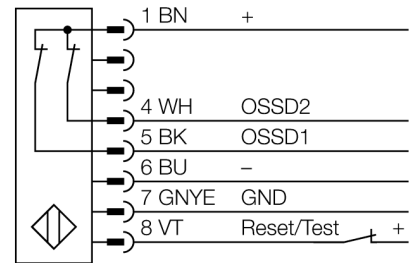 1 BN +
4 WH OSSD2
5 BK OSSD1
6 BU –
7 GNYE GND
8 VT Reset/Test +